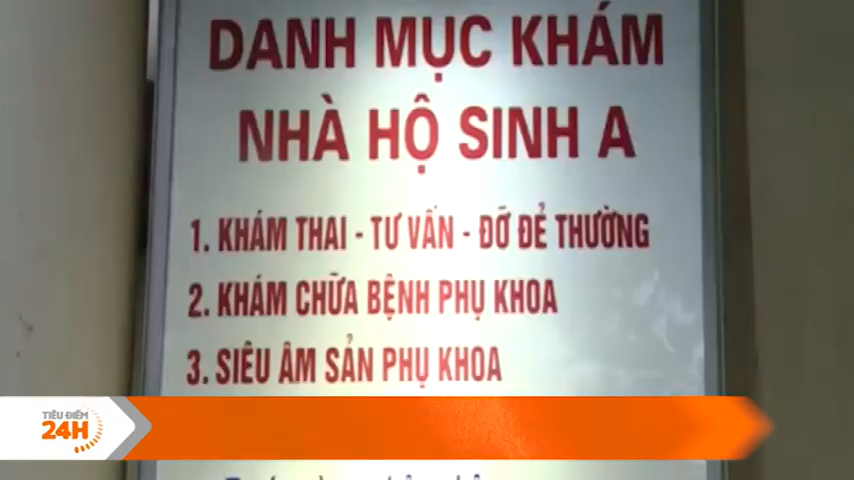 DANH MỤC KHÁM
NHÀ HỘ SINH A
1. KHÁM THAI - TƯ VẤN - ĐỠ ĐẺ THƯỜNG
2. KHÁM CHỮA BỆNH PHỤ KHOA
3. SIÊU ÂM SẢN PHỤ KHOA
TIÊU ĐIỂM
24H